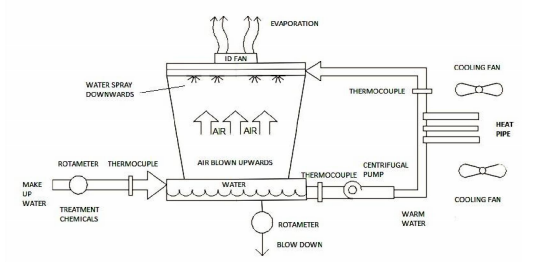 EVAPORATION
ID FAN
WATER SPRAY
DOWNWARDS
COOLING FAN
THERMOCOUPLE
AIR
AIR
HEAT
PIPE
AIR BLOWN UPWARDS
ROTAMETER
THERMOCUPLE
THERMOCOUPLE
CENTRIFUGAL
PUMP
MAKE
UP
WATER
WATER
TREATMENT
CHEMICALS
ROTAMETER
WARM
WATER
COOLING FAN
BLOW DOWN